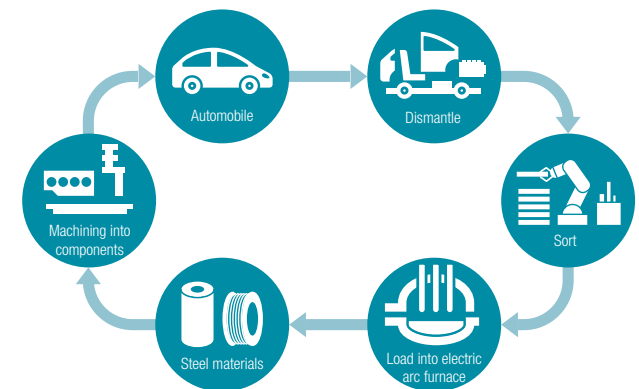 Automobile
Dismantle
Sort
Load into electric
arc furnace
Steel materials
Machining into
components